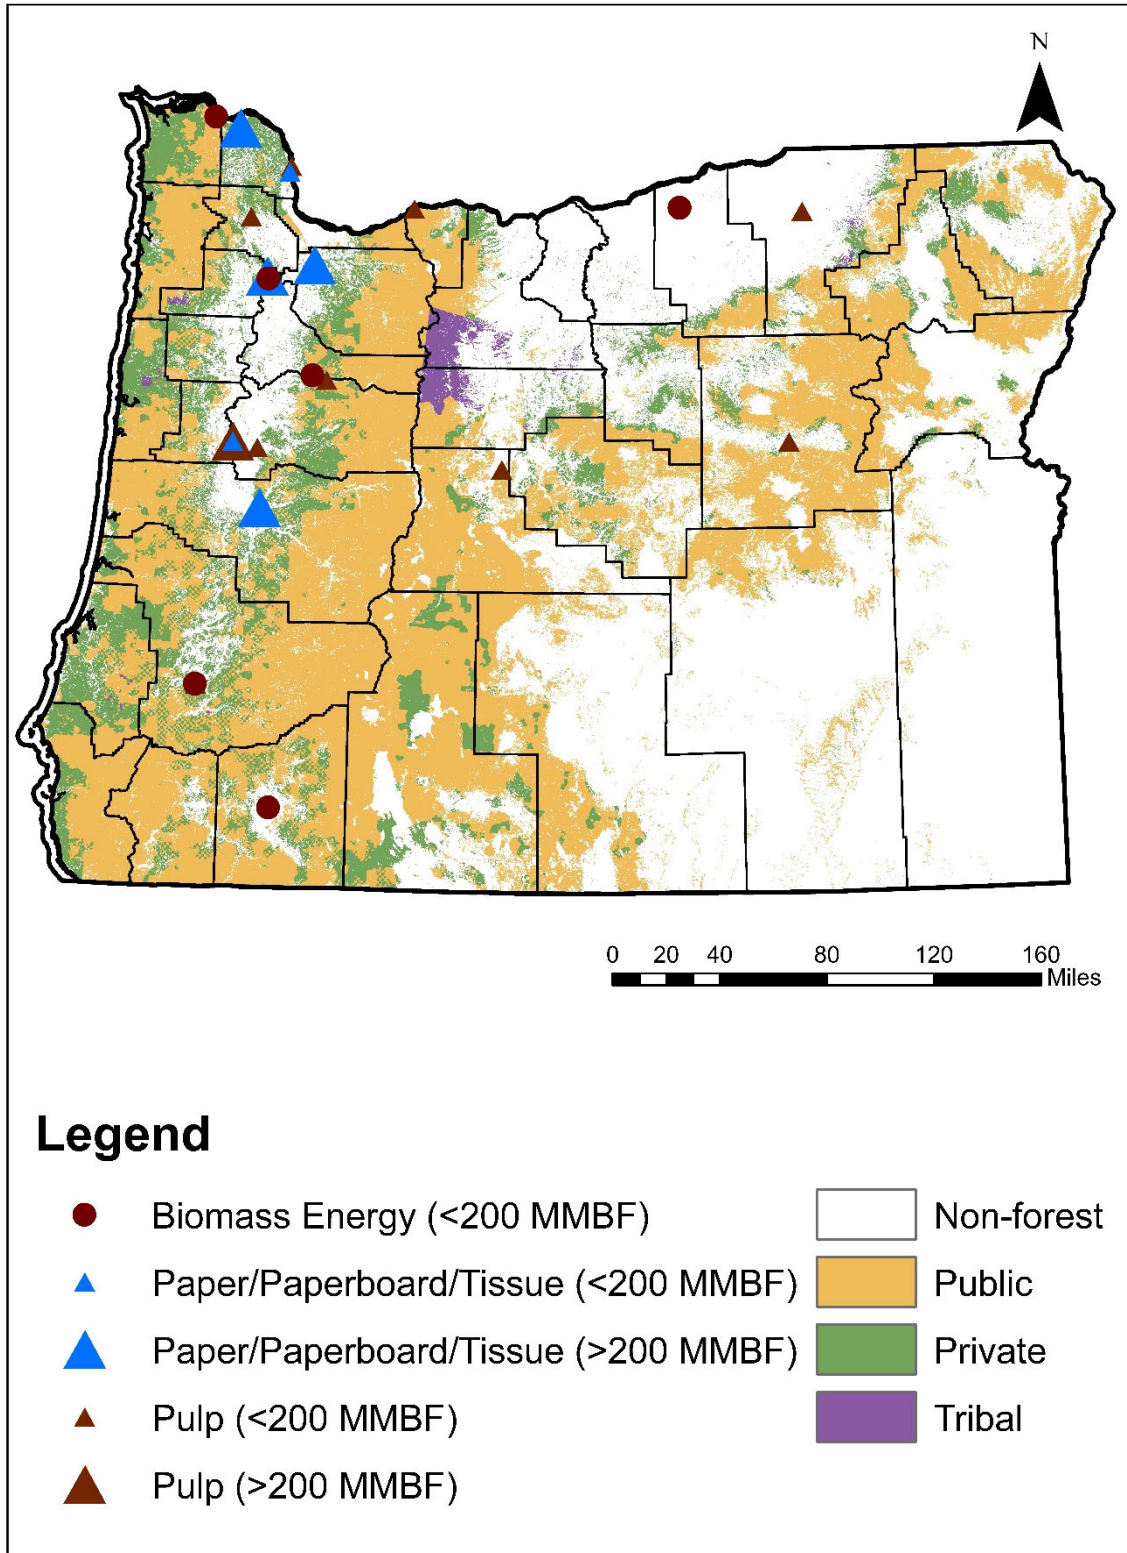 N
0 20 40 80 120 160
Miles
Legend
Biomass Energy (<200 MMBF)
Paper/Paperboard/Tissue (<200 MMBF)
Paper/Paperboard/Tissue (>200 MMBF)
Pulp (<200 MMBF)
Pulp (>200 MMBF)
Non-forest
Public
Private
Tribal